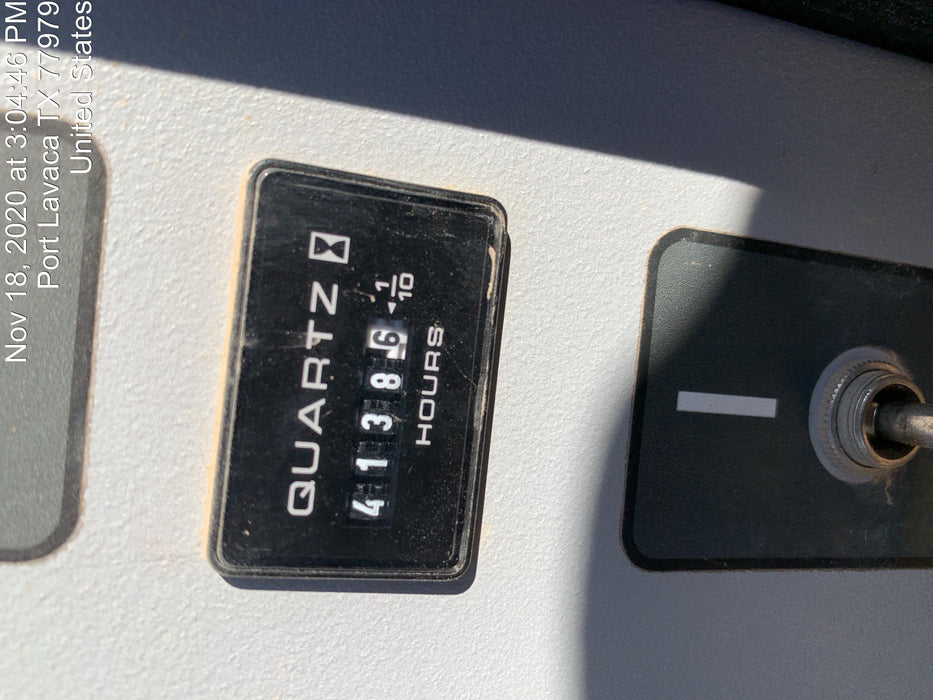 Nov 18, 2020 at 3:04:46 PM
Port Lavaca TX 77979
United States
QUARTZ
41386
1/10
HOURS